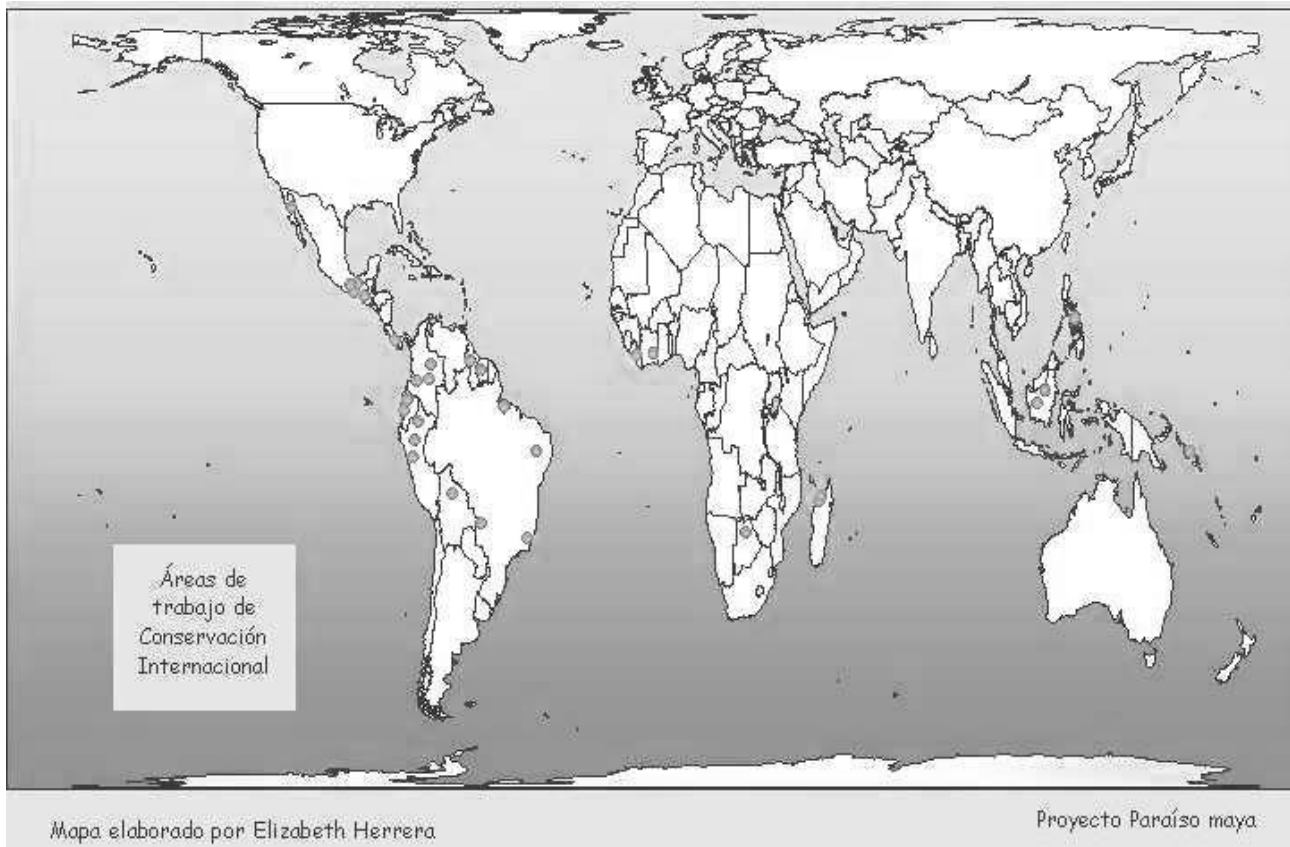 Áreas de
trabajo de
Conservación
Internacional
Mapa elaborado por Elizabeth Herrera
Proyecto Paraíso maya